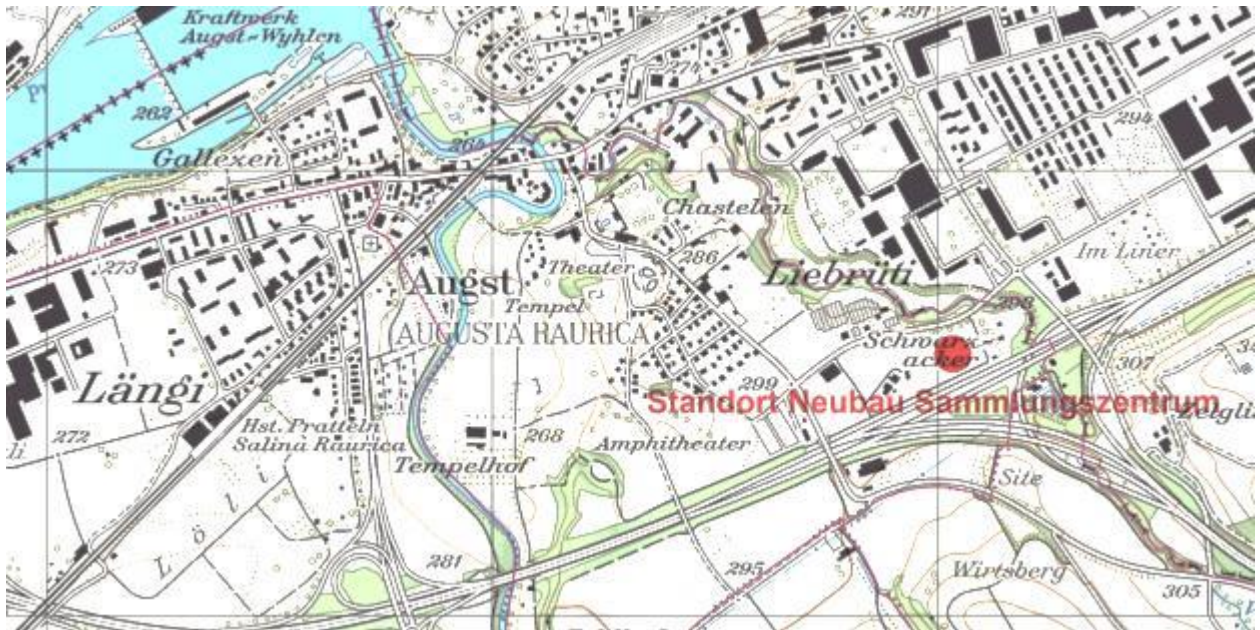 Kraftwerk
Augst-Wyhlen
291
274
262
294
264
Gallezen
Chastelen
273
Theater
286
Liebrüti
Im Liner
Augst
Tempel
298
AUGUSTA RAURICA
Schwarz-
acker
Längi
307
299
Standort Neubau Sammlungszentrum
272
Hst. Pratteln
Salina Raurica
268
Amphitheater
Tempelhof
Site
Löli
281
295
Wirtsberg
305